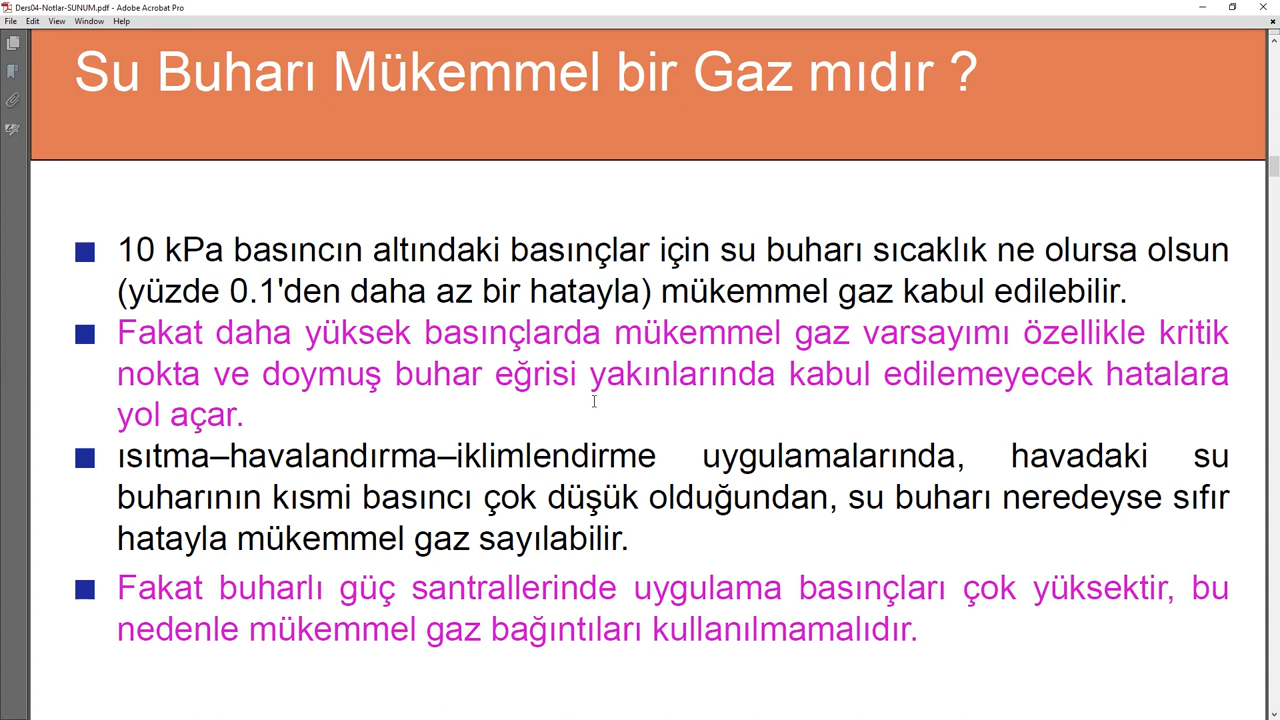 Ders04-Notlar-SUNUM.pdf - Adobe Acrobat Pro
File Edit View Window Help
Su Buharı Mükemmel bir Gaz mıdır ?
10 kPa basıncın altındaki basınçlar için su buharı sıcaklık ne olursa olsun
(yüzde 0.1'den daha az bir hatayla) mükemmel gaz kabul edilebilir.
Fakat daha yüksek basınçlarda mükemmel gaz varsayımı özellikle kritik
nokta ve doymuş buhar eğrisi yakınlarında kabul edilemeyecek hatalara
yol açar.
ısıtma–havalandırma–iklimlendirme uygulamalarında, havadaki su
buharının kısmi basıncı çok düşük olduğundan, su buharı neredeyse sıfır
hatayla mükemmel gaz sayılabilir.
Fakat buharlı güç santrallerinde uygulama basınçları çok yüksektir, bu
nedenle mükemmel gaz bağıntıları kullanılmamalıdır.